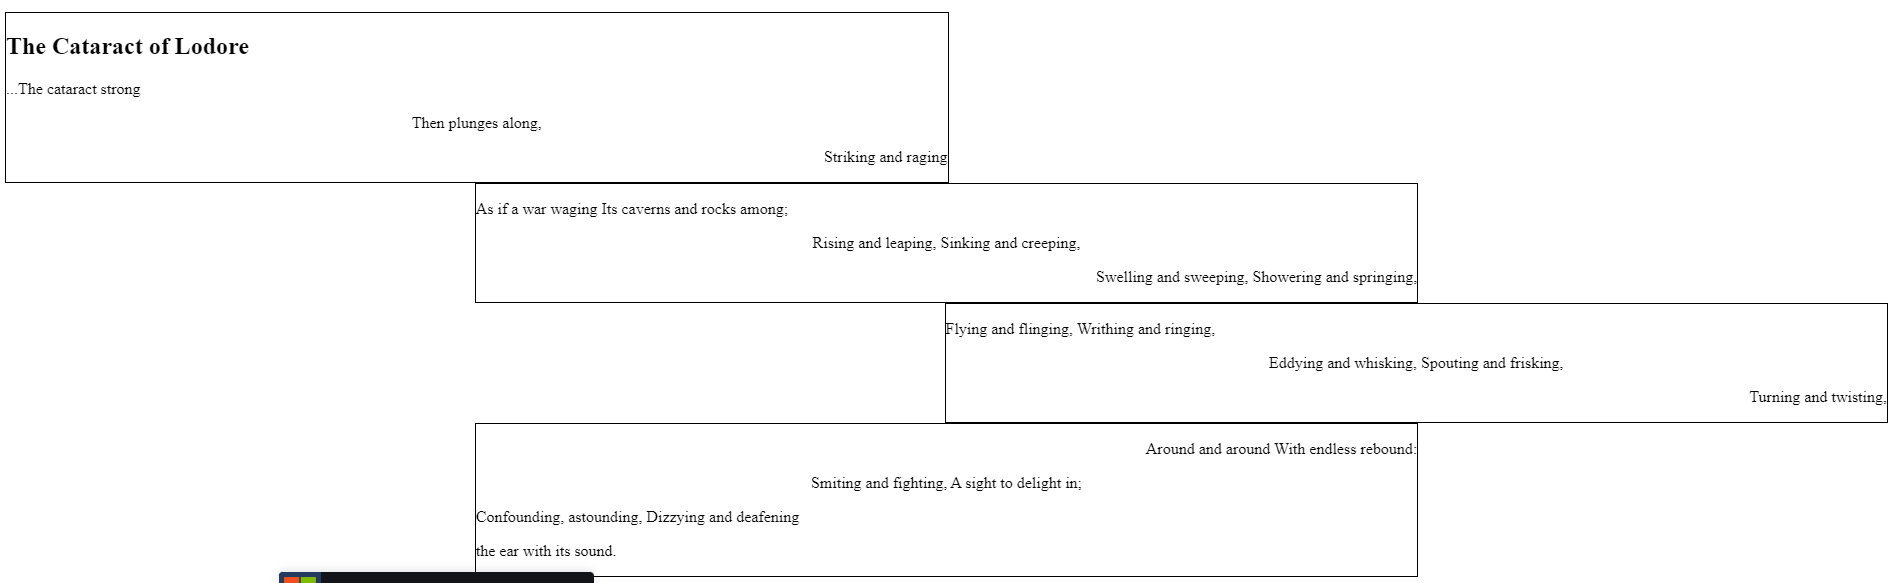 The Cataract of Lodore
...The cataract strong
Then plunges along,
Striking and raging
As if a war waging Its caverns and rocks among;
Rising and leaping, Sinking and creeping,
Swelling and sweeping, Showering and springing,
Flying and flinging, Writhing and ringing,
Eddying and whisking, Spouting and frisking,
Turning and twisting,
Around and around With endless rebound:
Smiting and fighting, A sight to delight in;
Confounding, astounding, Dizzying and deafening
the ear with its sound.